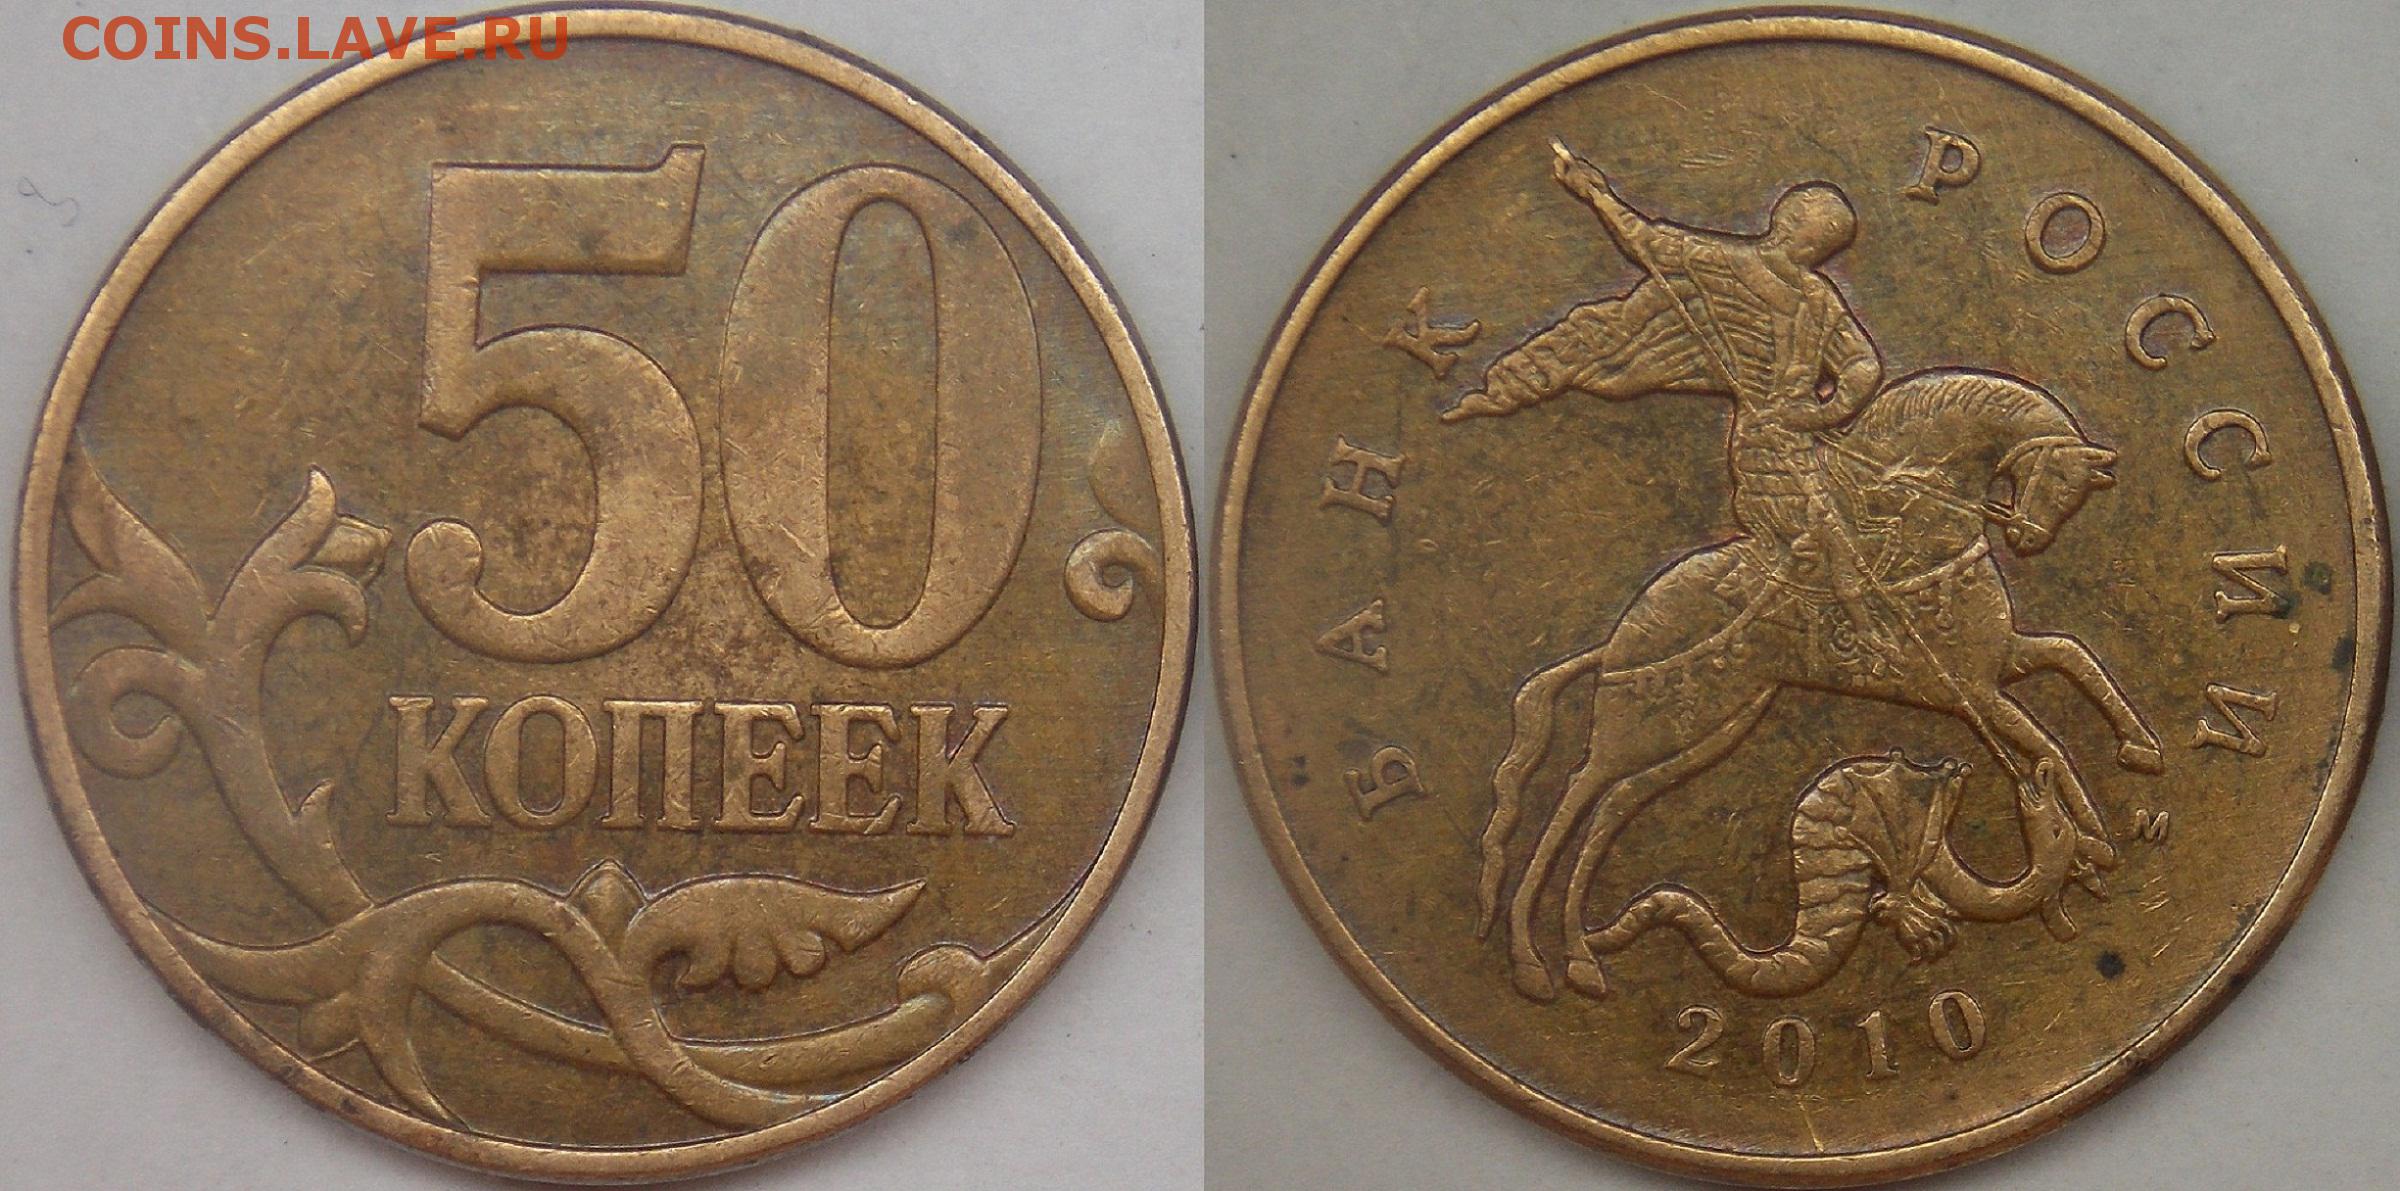 COINS.LAVE.RU
50
КОПЕЕК
БАНК РОССИИ
М
2010